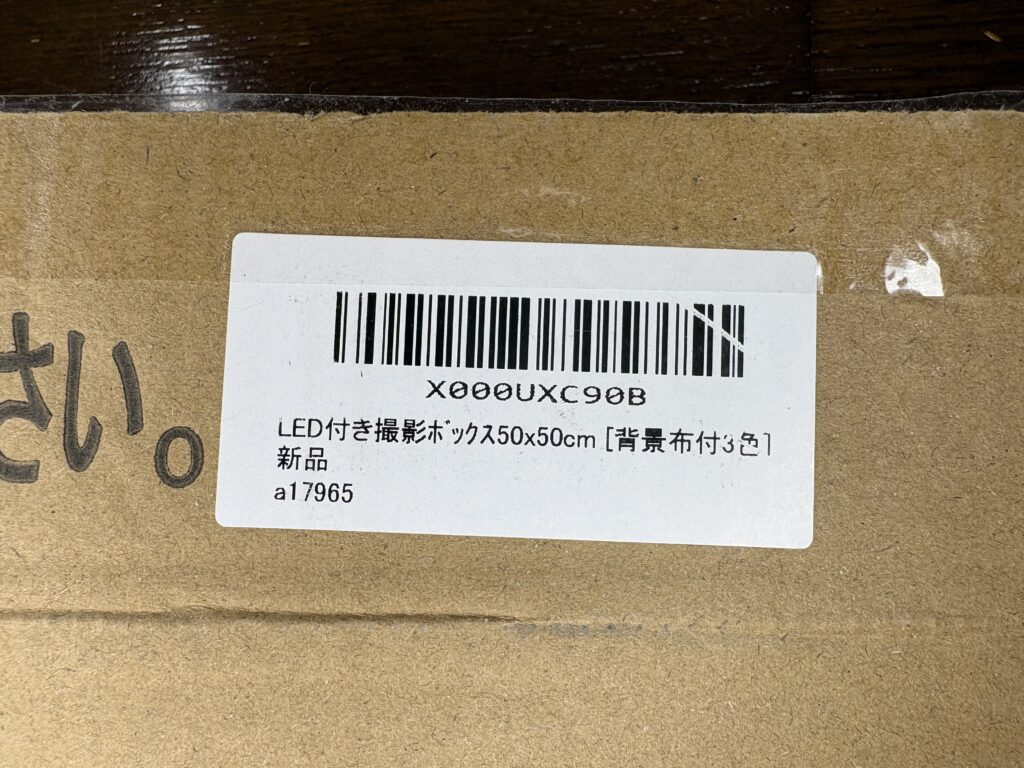 さい。
X000UXC90B
LED付き撮影ﾎﾞｯｸｽ50x50cm [背景布付3色]
新品
a17965